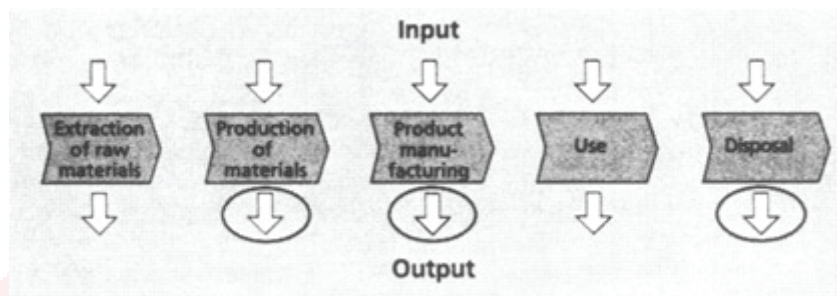 Input
Extraction
of raw
materials
Production
of
materials
Product
manu-
facturing
Use
Disposal
Output